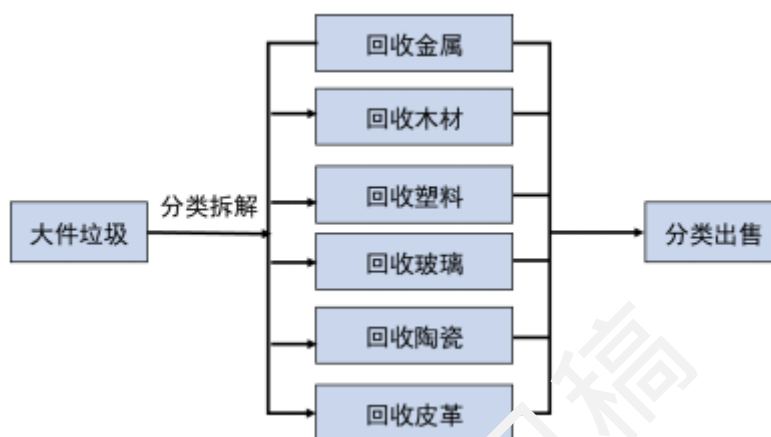 回收金属
回收木材
回收塑料
分类拆解
大件垃圾
分类出售
回收玻璃
回收陶瓷
回收皮革
稿